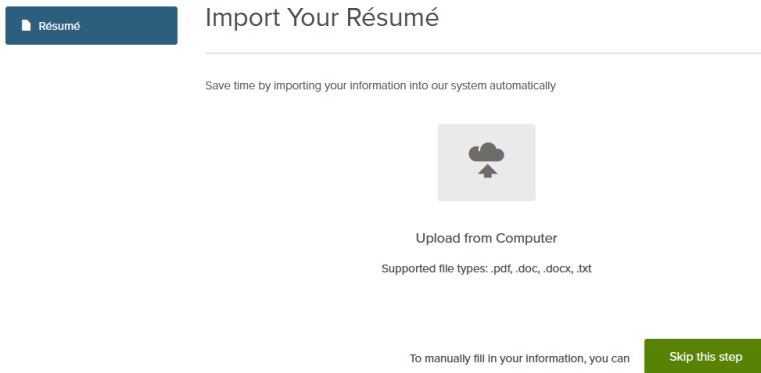 Résumé
Import Your Résumé
Save time by importing your information into our system automatically
Upload from Computer
Supported file types: .pdf, .doc, .docx, .txt
To manually fill in your information, you can
Skip this step